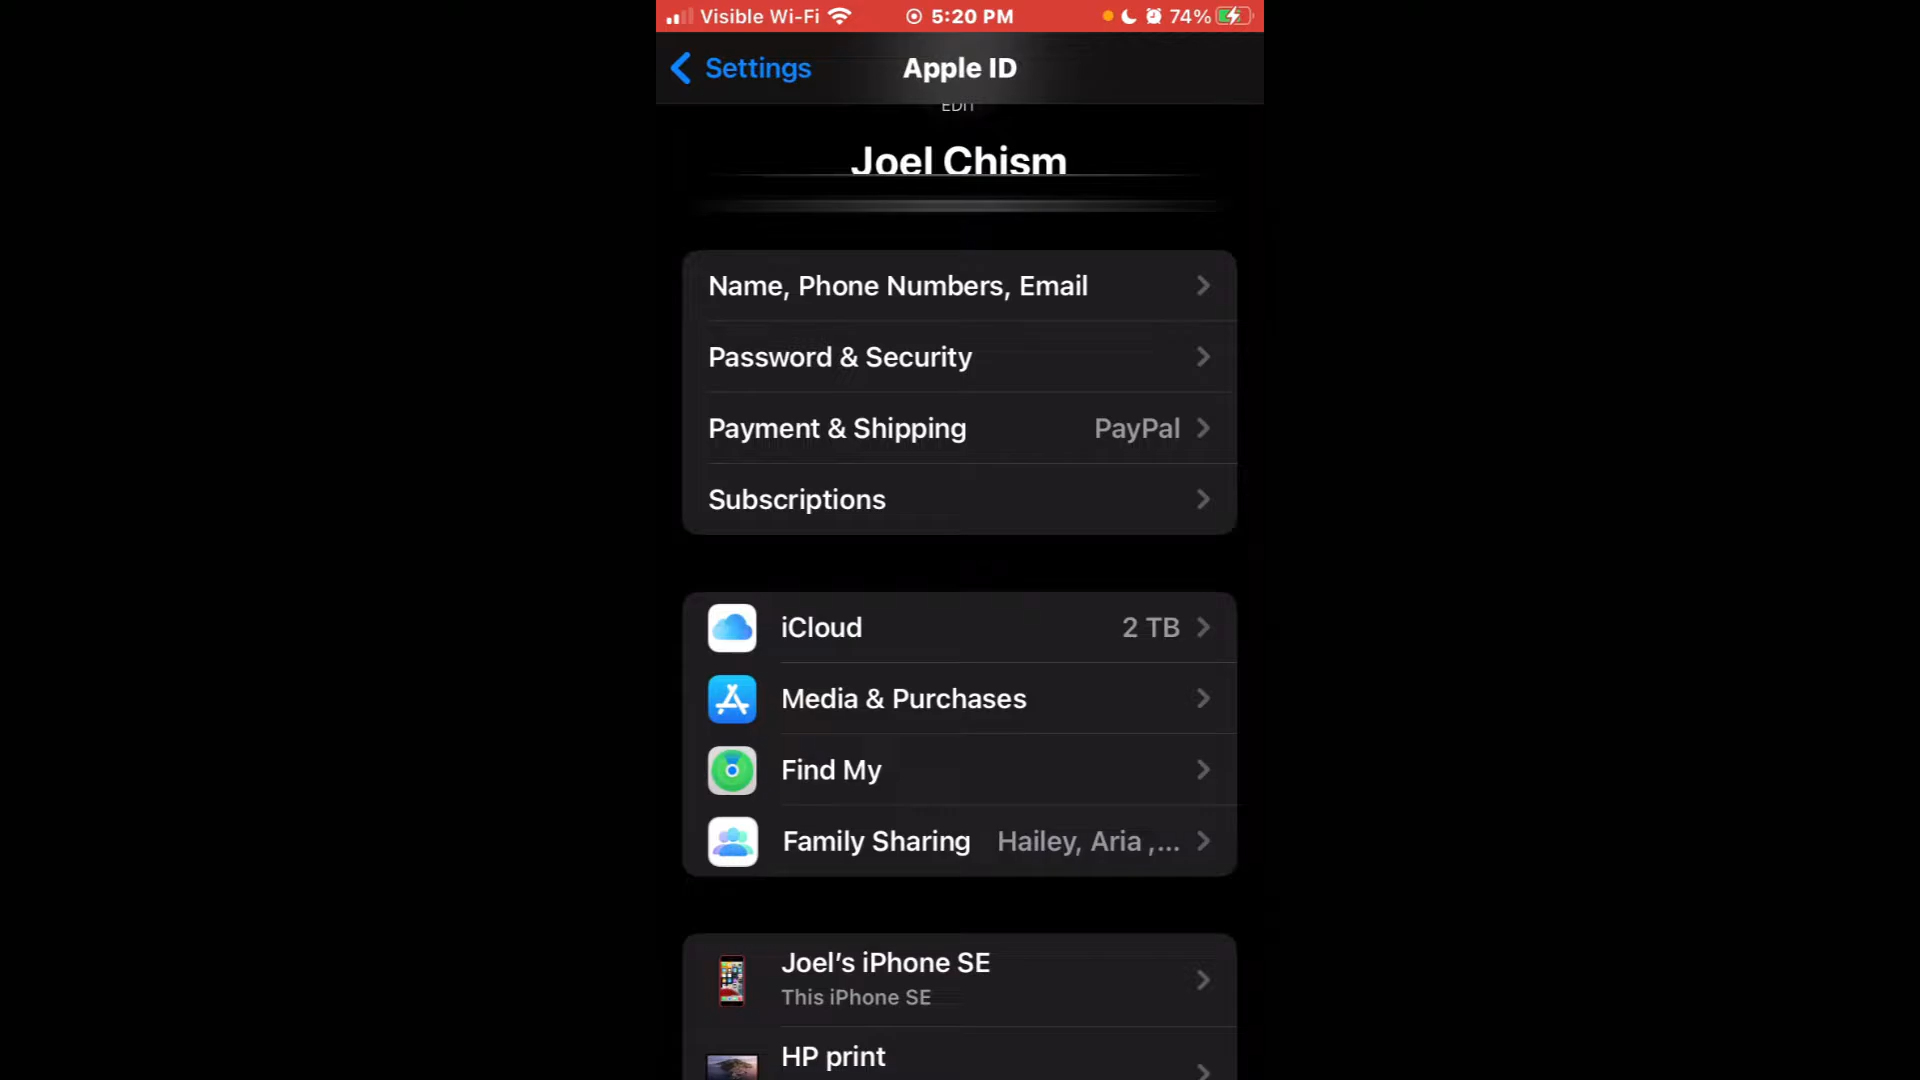 Visible Wi-Fi 5:20 PM 74%
Settings Apple ID
EDIT
Joel Chism
Name, Phone Numbers, Email
Password & Security
Payment & Shipping PayPal
Subscriptions
iCloud 2 TB
Media & Purchases
Find My
Family Sharing Hailey, Aria ,...
Joel’s iPhone SE
This iPhone SE
HP print